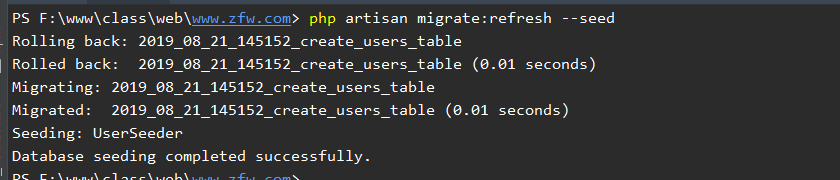 PS F:\www\class\web\www.zfw.com> php artisan migrate:refresh --seed
Rolling back: 2019_08_21_145152_create_users_table
Rolled back:  2019_08_21_145152_create_users_table (0.01 seconds)
Migrating: 2019_08_21_145152_create_users_table
Migrated:  2019_08_21_145152_create_users_table (0.01 seconds)
Seeding: UserSeeder
Database seeding completed successfully.
PS F:\www\class\web\www.zfw.com>